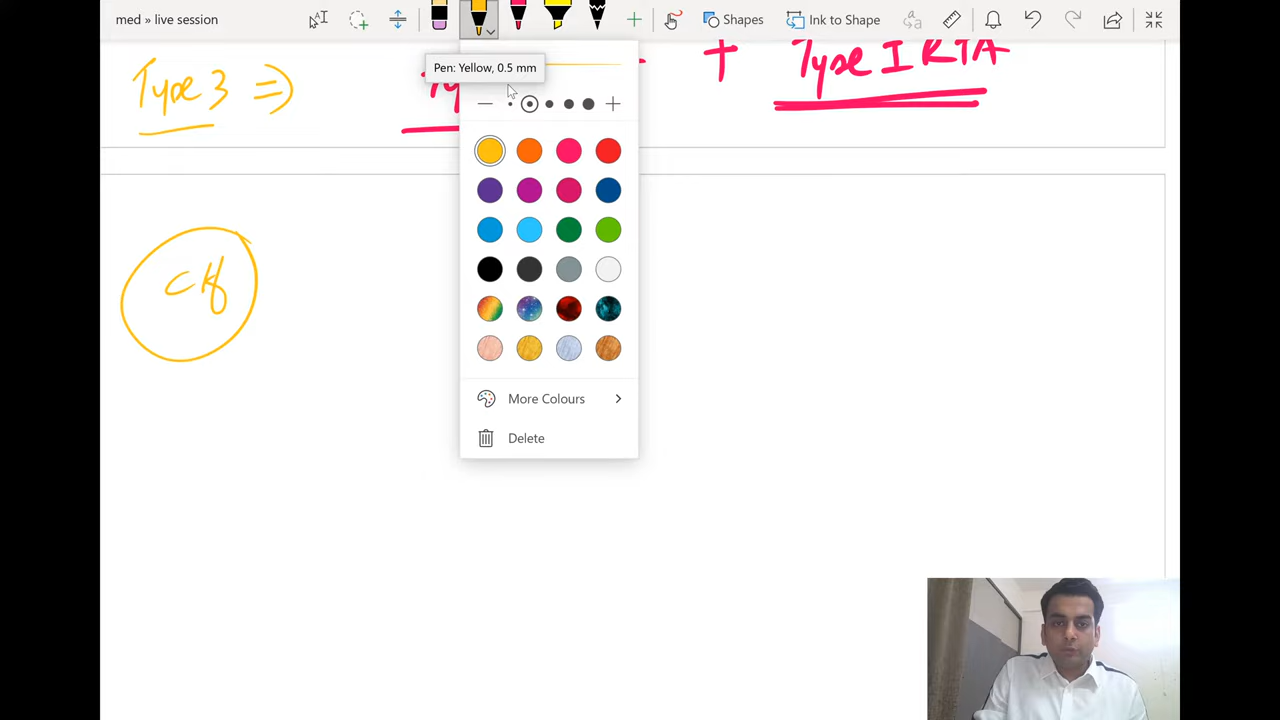 med » live session
Shapes
Ink to Shape
Pen: Yellow, 0.5 mm
Type 3 ⇒
+ Type I RTA
More Colours
Delete